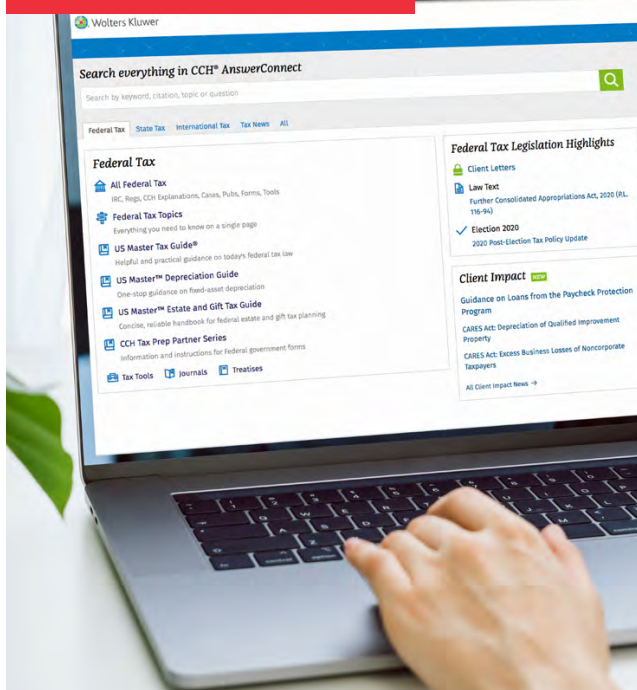 Wolters Kluwer
Search everything in CCH® AnswerConnect
Search by keyword, citation, topic or question
Federal Tax State Tax International Tax Tax News All
Federal Tax
All Federal Tax
IRC, Regs, CCH Explanations, Cases, Pubs, Forms, Tools
Federal Tax Topics
Everything you need to know on a single page
US Master Tax Guide®
Helpful and practical guidance on today's federal tax law
US Master™ Depreciation Guide
One-stop guidance on fixed-asset depreciation
US Master™ Estate and Gift Tax Guide
Concise, reliable handbook for federal estate and gift tax planning
CCH Tax Prep Partner Series
Information and instructions for Federal government forms
Tax Tools Journals Treatises
Federal Tax Legislation Highlights
Client Letters
Law Text
Further Consolidated Appropriations Act, 2020 (P.L.
116-94)
Election 2020
2020 Post-Election Tax Policy Update
Client Impact NEW
Guidance on Loans from the Paycheck Protection
Program
CARES Act: Depreciation of Qualified Improvement
Property
CARES Act: Excess Business Losses of Noncorporate
Taxpayers
All Client Impact News →